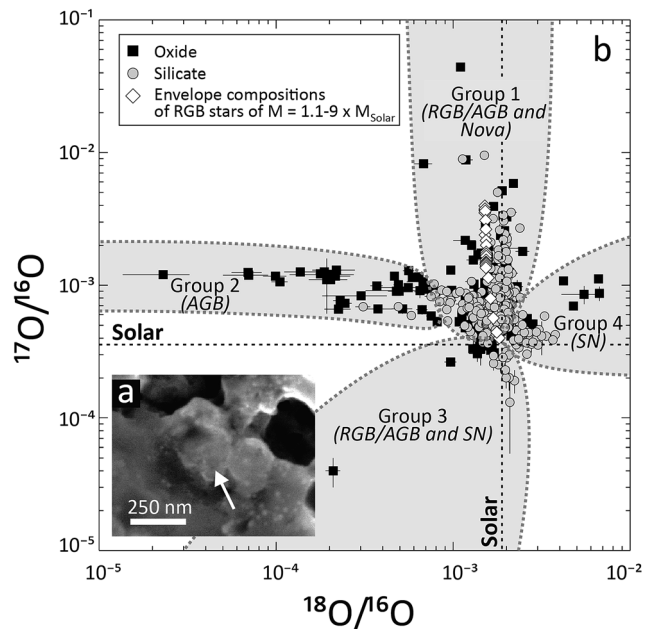 10⁻¹
b
Oxide
Silicate
Envelope compositions
of RGB stars of M = 1.1-9 x M_Solar
Group 1
(RGB/AGB and
Nova)
10⁻²
10⁻³
Group 2
(AGB)
Group 4
(SN)
Solar
10⁻⁴
a
Group 3
(RGB/AGB and SN)
250 nm
Solar
10⁻⁵
10⁻⁵
10⁻⁴
10⁻³
10⁻²
¹⁷O/¹⁶O
¹⁸O/¹⁶O